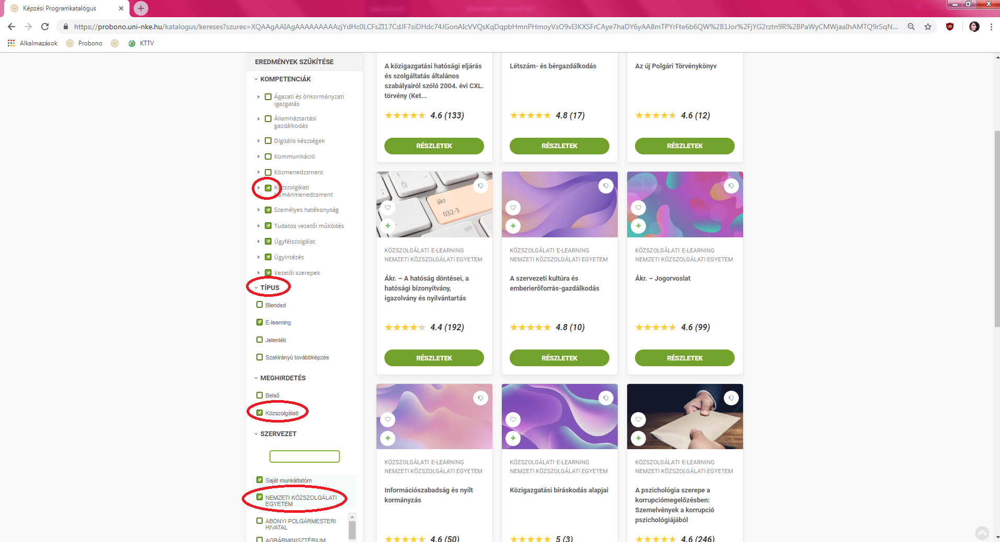 Képzési Programkatalógus
https://probono.uni-nke.hu/katalogus/kereses?szures=XQAAgAAIAgAAAAAAAAAzjYdHc0LCFsZI17CdJF7siDHdc74JGonAIcVVQsKqDqpbHmnPHmoyVsO9vI3KXSFrCAye7haDY6yAA8mTPYrFte6b6QW%2B1Jor%2FjYG2rztn9R%2BPaWyCMWjaaIhAMTQ9rSqN...
Alkalmazások
Probono
KTTV
EREDMÉNYEK SZŰKÍTÉSE
KOMPETENCIÁK
Ágazati és önkormányzati
igazgatás
Államháztartási
gazdálkodás
Digitális készségek
Kommunikáció
Közmenedzsment
Közszolgálati
humánmenedzsment
Személyes hatékonyság
Tudatos vezetői működés
Ügyfélszolgálat
Ügyintézés
Vezetői szerepek
TÍPUS
Blended
E-learning
Jelenléti
Szakirányú továbbképzés
MEGHIRDETÉS
Belső
Közszolgálati
SZERVEZET
Saját munkáltatóm
NEMZETI KÖZSZOLGÁLATI
EGYETEM
ABONYI POLGÁRMESTERI
HIVATAL
AGRÁRMINISZTÉRIUM
A közigazgatási hatósági eljárás
és szolgáltatás általános
szabályairól szóló 2004. évi CXL.
törvény (Ket...
4.6 (133)
RÉSZLETEK
Létszám- és bérgazdálkodás
4.8 (17)
RÉSZLETEK
Az új Polgári Törvénykönyv
4.6 (12)
RÉSZLETEK
§
ákr
032-3
alt
KÖZSZOLGÁLATI E-LEARNING
NEMZETI KÖZSZOLGÁLATI EGYETEM
Ákr. – A hatóság döntései, a
hatósági bizonyítvány,
igazolvány és nyilvántartás
4.4 (192)
RÉSZLETEK
KÖZSZOLGÁLATI E-LEARNING
NEMZETI KÖZSZOLGÁLATI EGYETEM
A szervezeti kultúra és
emberierőforrás-gazdálkodás
4.8 (10)
RÉSZLETEK
KÖZSZOLGÁLATI E-LEARNING
NEMZETI KÖZSZOLGÁLATI EGYETEM
Ákr. – Jogorvoslat
4.6 (99)
RÉSZLETEK
KÖZSZOLGÁLATI E-LEARNING
NEMZETI KÖZSZOLGÁLATI EGYETEM
Információszabadság és nyílt
kormányzás
4.6 (50)
KÖZSZOLGÁLATI E-LEARNING
NEMZETI KÖZSZOLGÁLATI EGYETEM
Közigazgatási bíráskodás alapjai
5 (3)
KÖZSZOLGÁLATI E-LEARNING
NEMZETI KÖZSZOLGÁLATI EGYETEM
A pszichológia szerepe a
korrupciómegelőzésben:
Szemelvények a korrupció
pszichológiájából
4.6 (246)